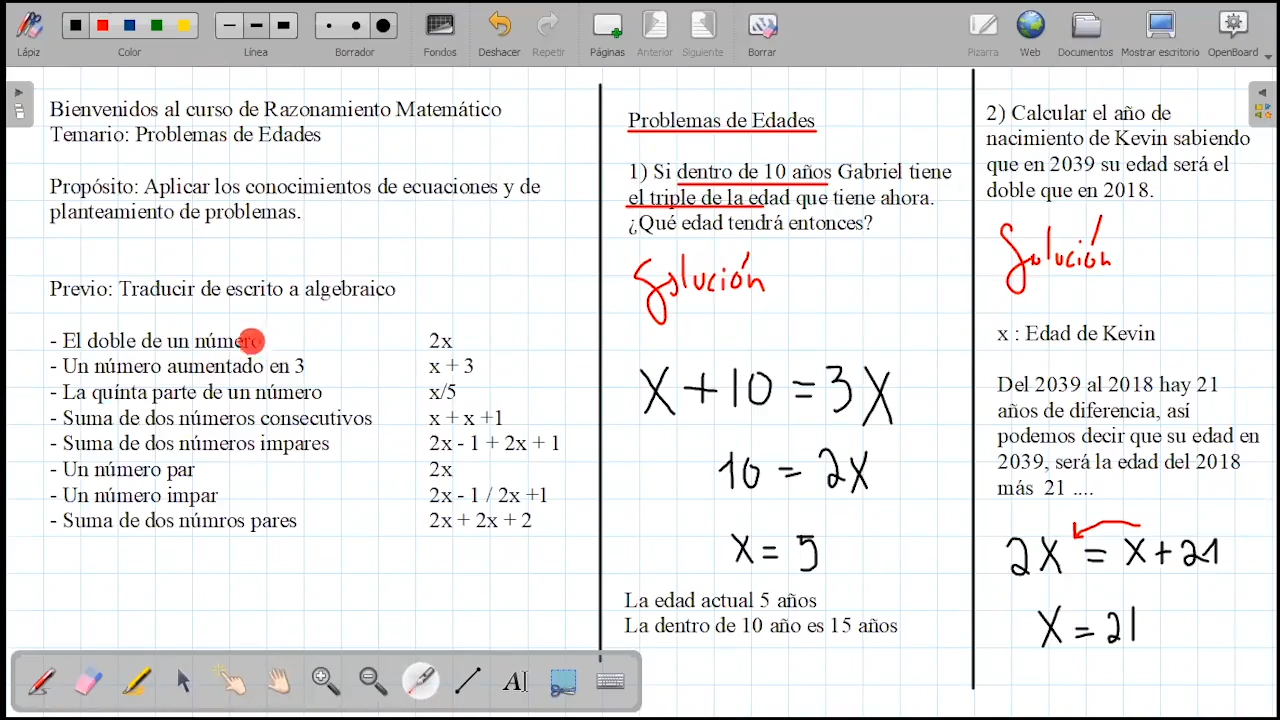 Lápiz
Color
Línea
Borrador
Fondos
Deshacer
Repetir
Páginas
Anterior
Siguiente
Borrar
Pizarra
Web
Documentos
Mostrar escritorio
OpenBoard
Bienvenidos al curso de Razonamiento Matemático
Temario: Problemas de Edades
Propósito: Aplicar los conocimientos de ecuaciones y de
planteamiento de problemas.
Previo: Traducir de escrito a algebraico
- El doble de un número 2x
- Un número aumentado en 3 x + 3
- La quínta parte de un número x/5
- Suma de dos números consecutivos x + x +1
- Suma de dos números impares 2x - 1 + 2x + 1
- Un número par 2x
- Un número impar 2x - 1 / 2x +1
- Suma de dos númros pares 2x + 2x + 2
Problemas de Edades
1) Si dentro de 10 años Gabriel tiene
el triple de la edad que tiene ahora.
¿Qué edad tendrá entonces?
Solución
X + 10 = 3X
10 = 2X
X = 5
La edad actual 5 años
La dentro de 10 año es 15 años
2) Calcular el año de
nacimiento de Kevin sabiendo
que en 2039 su edad será el
doble que en 2018.
Solución
x : Edad de Kevin
Del 2039 al 2018 hay 21
años de diferencia, así
podemos decir que su edad en
2039, será la edad del 2018
más 21 ....
2X = X + 21
X = 21
A